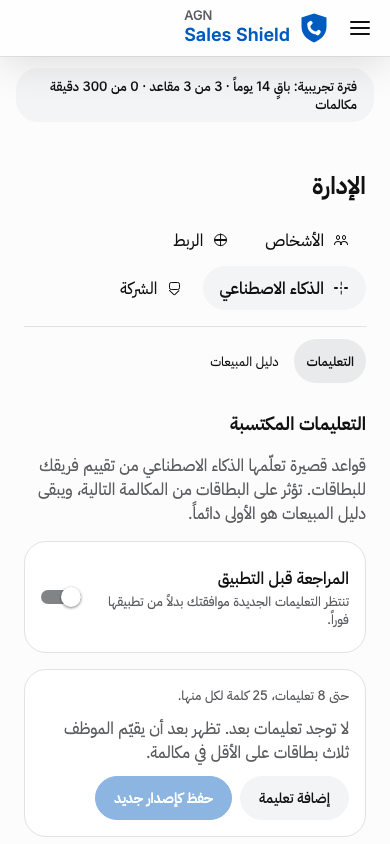 AGN
Sales Shield
فترة تجريبية: باقٍ 14 يوماً · 3 من 3 مقاعد · 0 من 300 دقيقة
مكالمات
الإدارة
الأشخاص
الربط
الذكاء الاصطناعي
الشركة
التعليمات
دليل المبيعات
التعليمات المكتسبة
قواعد قصيرة تعلّمها الذكاء الاصطناعي من تقييم فريقك
للبطاقات. تؤثر على البطاقات من المكالمة التالية، ويبقى
دليل المبيعات هو الأولى دائماً.
المراجعة قبل التطبيق
تنتظر التعليمات الجديدة موافقتك بدلاً من تطبيقها
فوراً.
حتى 8 تعليمات، 25 كلمة لكل منها.
لا توجد تعليمات بعد. تظهر بعد أن يقيّم الموظف
ثلاث بطاقات على الأقل في مكالمة.
إضافة تعليمة
حفظ كإصدار جديد